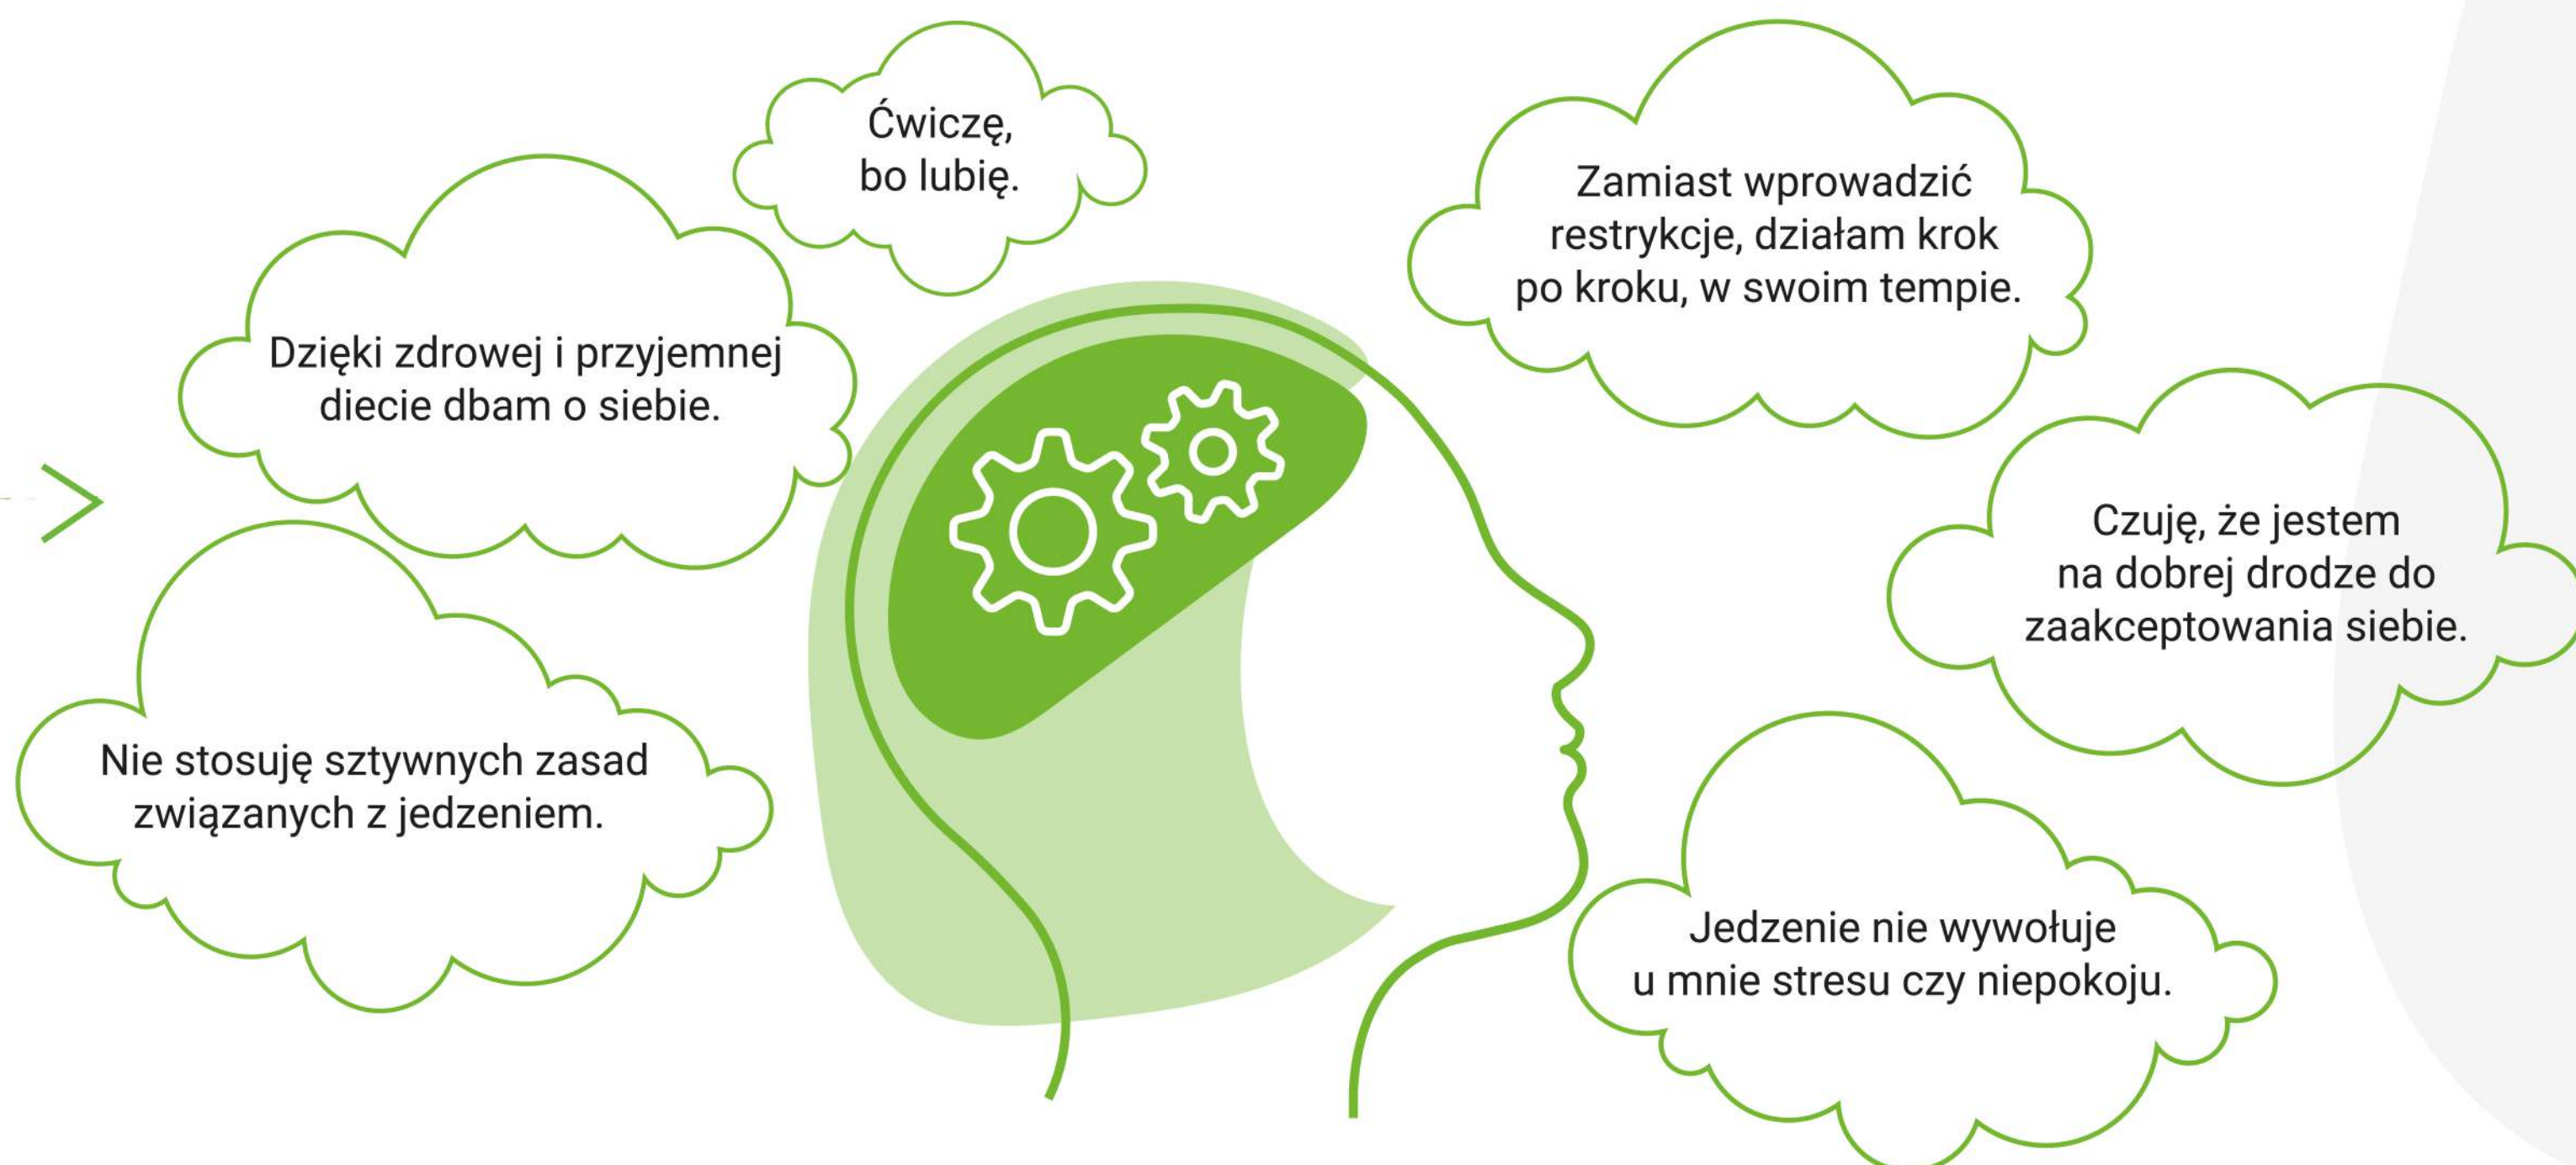 Ćwiczę,
bo lubię.
Dzięki zdrowej i przyjemnej
diecie dbam o siebie.
Nie stosuję sztywnych zasad
związanych z jedzeniem.
Zamiast wprowadzić
restrykcje, działam krok
po kroku, w swoim tempie.
Czuję, że jestem
na dobrej drodze do
zaakceptowania siebie.
Jedzenie nie wywołuje
u mnie stresu czy niepokoju.